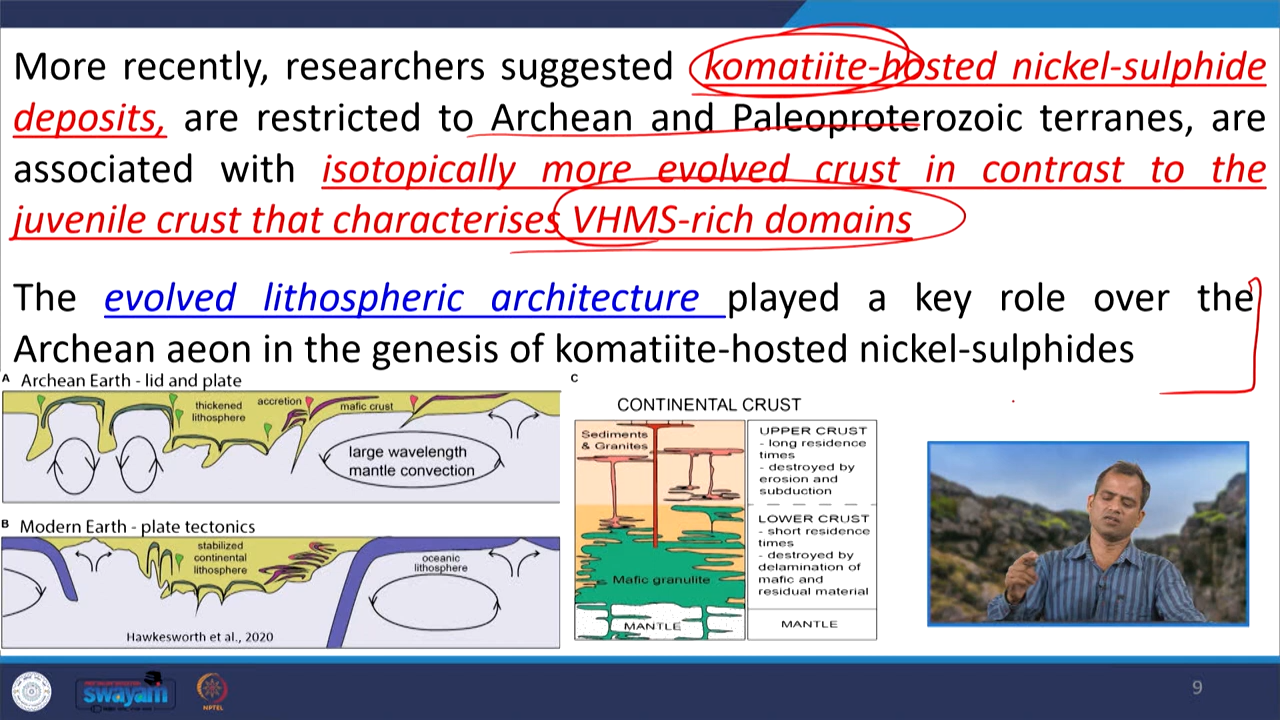 More recently, researchers suggested komatiite-hosted nickel-sulphide
deposits, are restricted to Archean and Paleoproterozoic terranes, are
associated with isotopically more evolved crust in contrast to the
juvenile crust that characterises VHMS-rich domains
The evolved lithospheric architecture played a key role over the
Archean aeon in the genesis of komatiite-hosted nickel-sulphides
A Archean Earth - lid and plate
thickened
lithosphere
accretion
mafic crust
large wavelength
mantle convection
B Modern Earth - plate tectonics
stabilized
continental
lithosphere
oceanic
lithosphere
Hawkesworth et al., 2020
C
CONTINENTAL CRUST
Sediments
& Granites
Mafic granulite
MANTLE
UPPER CRUST
- long residence
times
- destroyed by
erosion and
subduction
LOWER CRUST
- short residence
times
- destroyed by
delamination of
mafic and
residual material
MANTLE
swayam
NPTEL
9